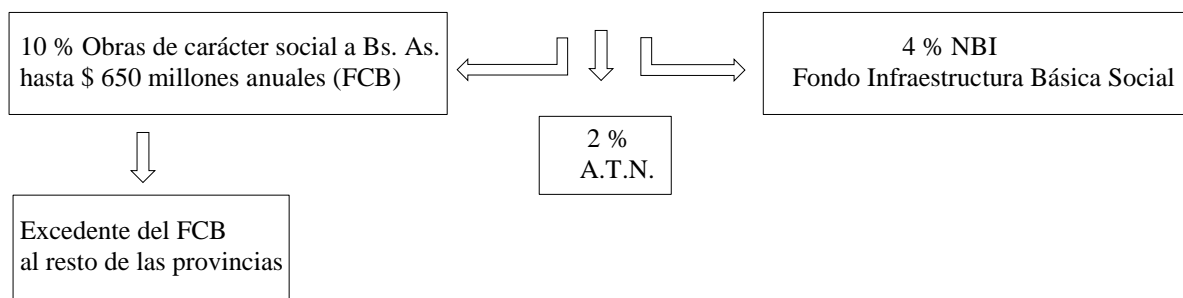 10 % Obras de carácter social a Bs. As.
hasta $ 650 millones anuales (FCB)
4 % NBI
Fondo Infraestructura Básica Social
2 %
A.T.N.
Excedente del FCB
al resto de las provincias